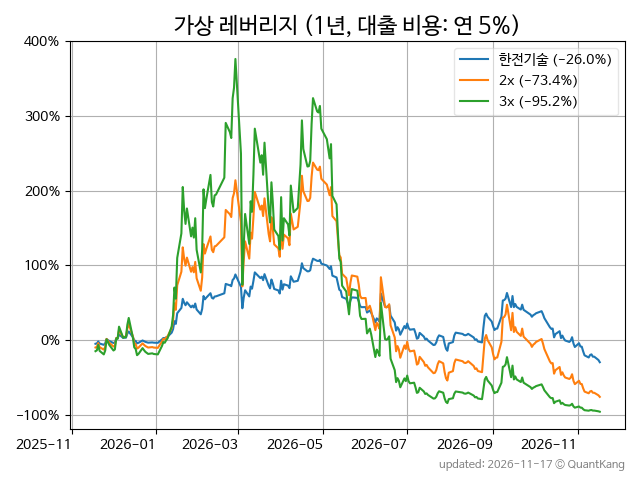 가상 레버리지 (1년, 대출 비용: 연 5%)
400%
300%
200%
100%
0%
−100%
한전기술 (-26.0%)
2x (-73.4%)
3x (-95.2%)
2025-11
2026-01
2026-03
2026-05
2026-07
2026-09
2026-11
updated: 2026-11-17 © QuantKang